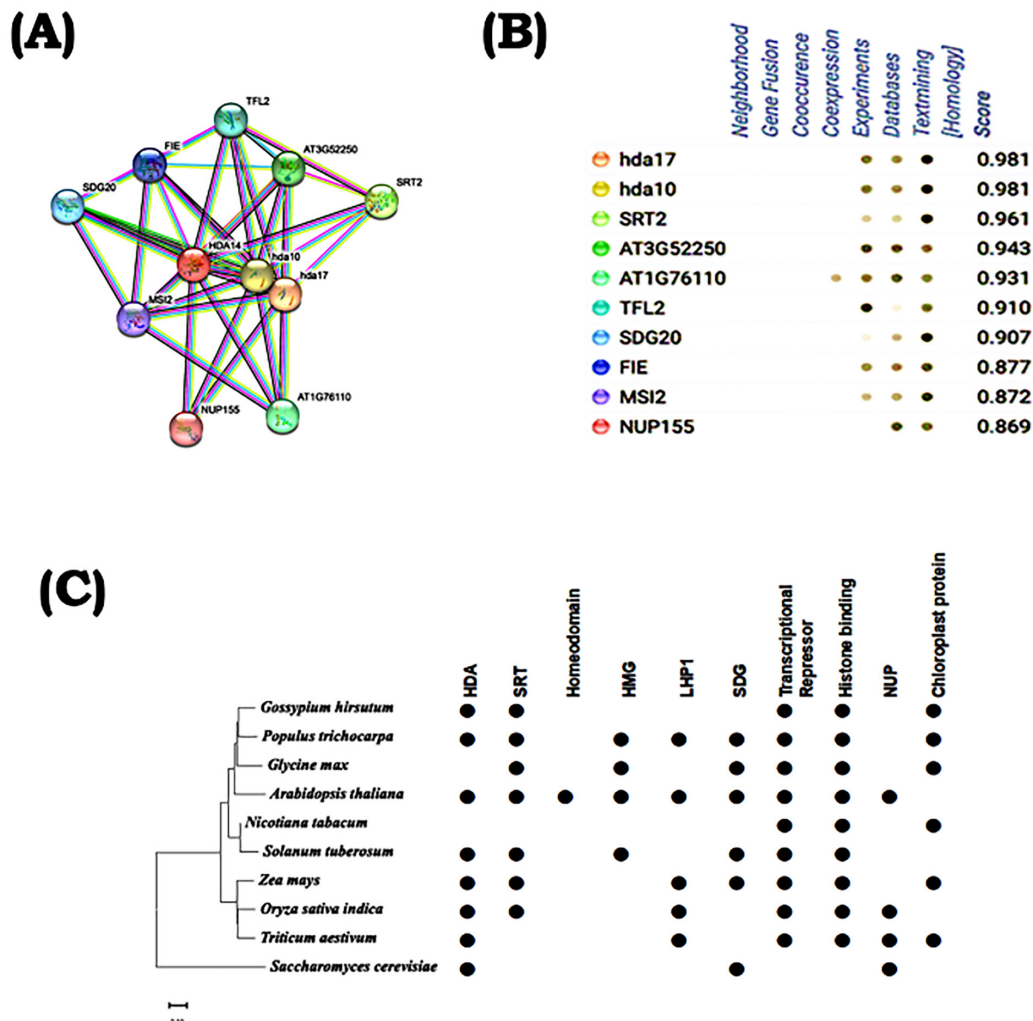 (A)
TFL2
FIE
AT3G52250
SDG20
SRT2
HDA14
hda10
hda17
MSI2
AT1G76110
NUP155
(B)
Neighborhood
Gene Fusion
Cooccurence
Coexpression
Experiments
Databases
Textmining
[Homology]
Score
hda17 0.981
hda10 0.981
SRT2 0.961
AT3G52250 0.943
AT1G76110 0.931
TFL2 0.910
SDG20 0.907
FIE 0.877
MSI2 0.872
NUP155 0.869
(C)
HDA
SRT
Homeodomain
HMG
LHP1
SDG
Transcriptional
Repressor
Histone binding
NUP
Chloroplast protein
Gossypium hirsutum
Populus trichocarpa
Glycine max
Arabidopsis thaliana
Nicotiana tabacum
Solanum tuberosum
Zea mays
Oryza sativa indica
Triticum aestivum
Saccharomyces cerevisiae